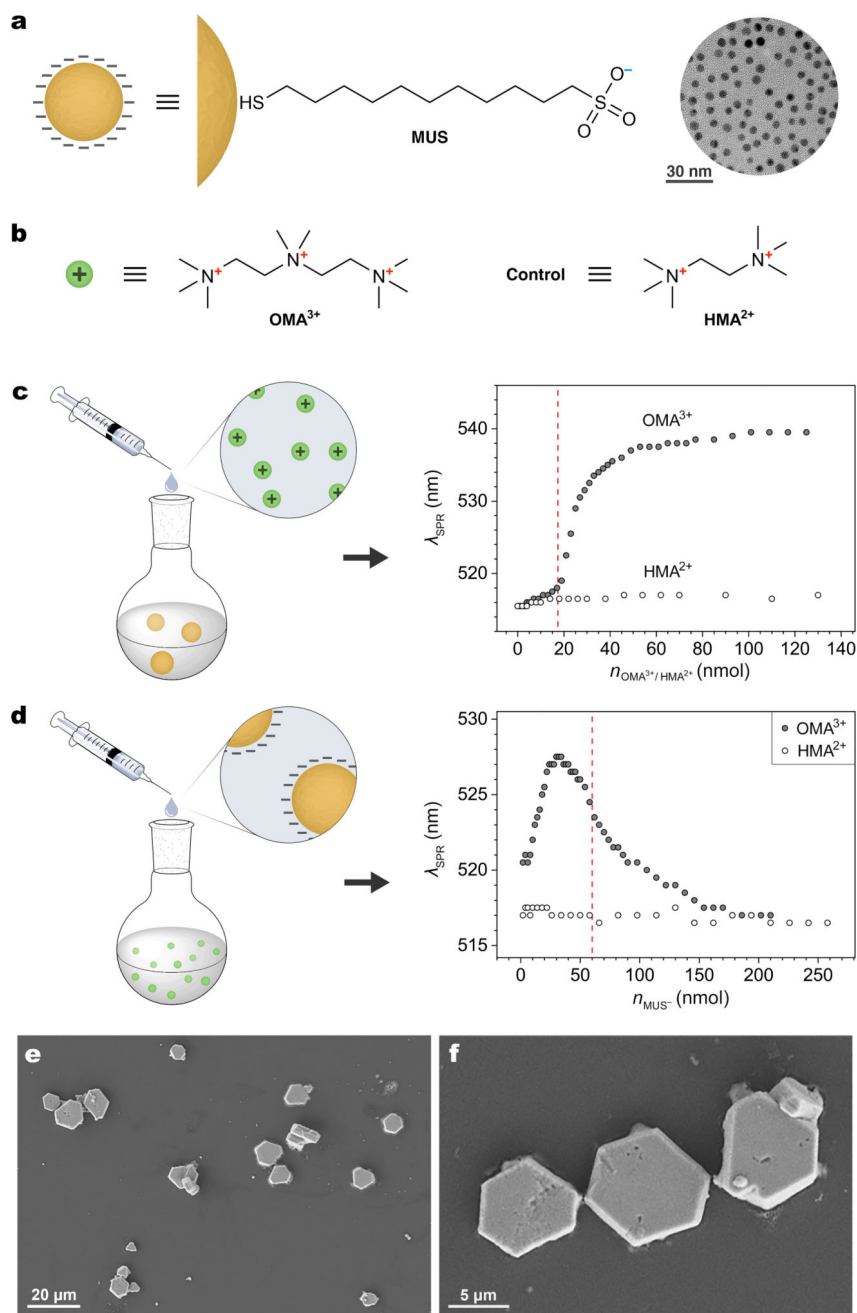 a
HS
O⁻
S
O
O
MUS
30 nm
b
+
N⁺
N⁺
N⁺
OMA³⁺
Control
N⁺
N⁺
HMA²⁺
c
+
+
+
+
+
+
+
+
λSPR (nm)
540
530
520
OMA³⁺
HMA²⁺
0 20 40 60 80 100 120 140
nOMA³⁺/HMA²⁺ (nmol)
d
λSPR (nm)
530
525
520
515
OMA³⁺
HMA²⁺
0 50 100 150 200 250
nMUS⁻ (nmol)
e
20 μm
f
5 μm